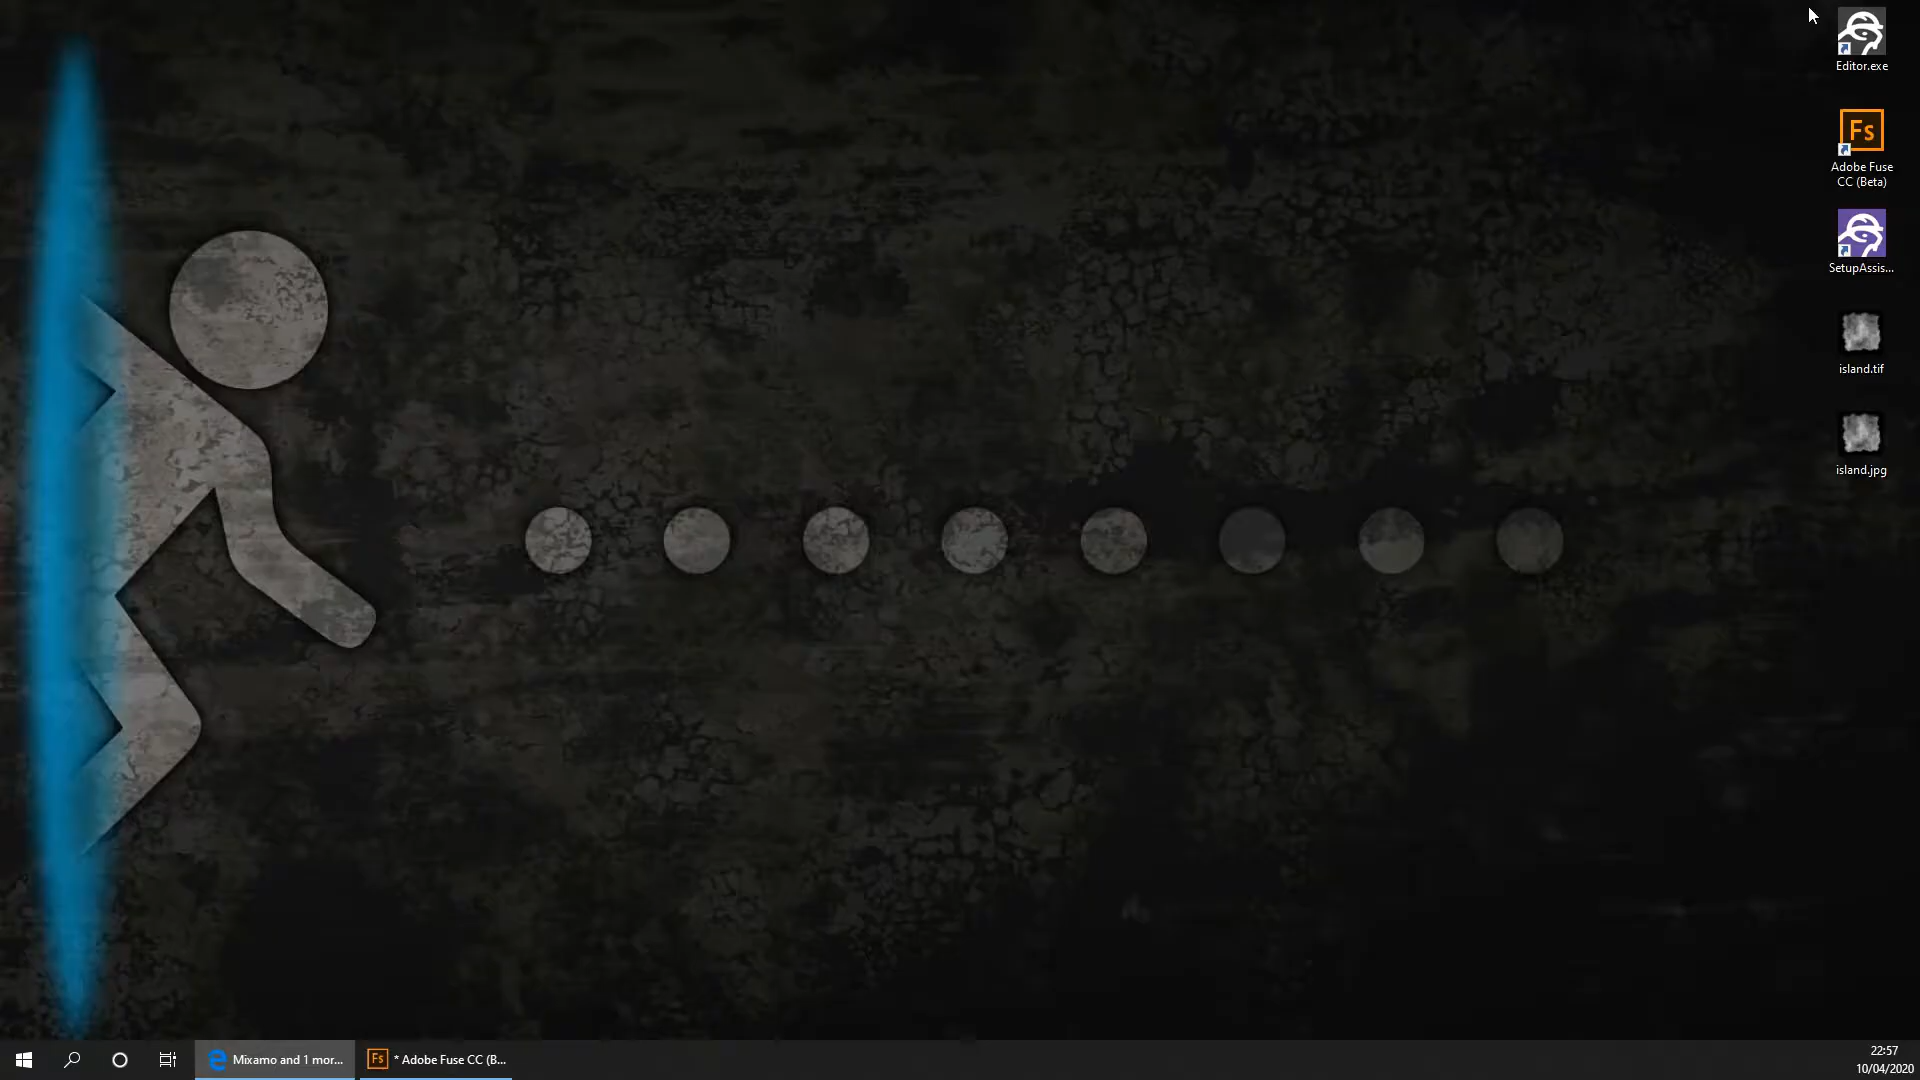 Editor.exe
Fs
Adobe Fuse
CC (Beta)
SetupAssis...
island.tif
island.jpg
Mixamo and 1 mor...
Fs
* Adobe Fuse CC (B...
22:57
10/04/2020